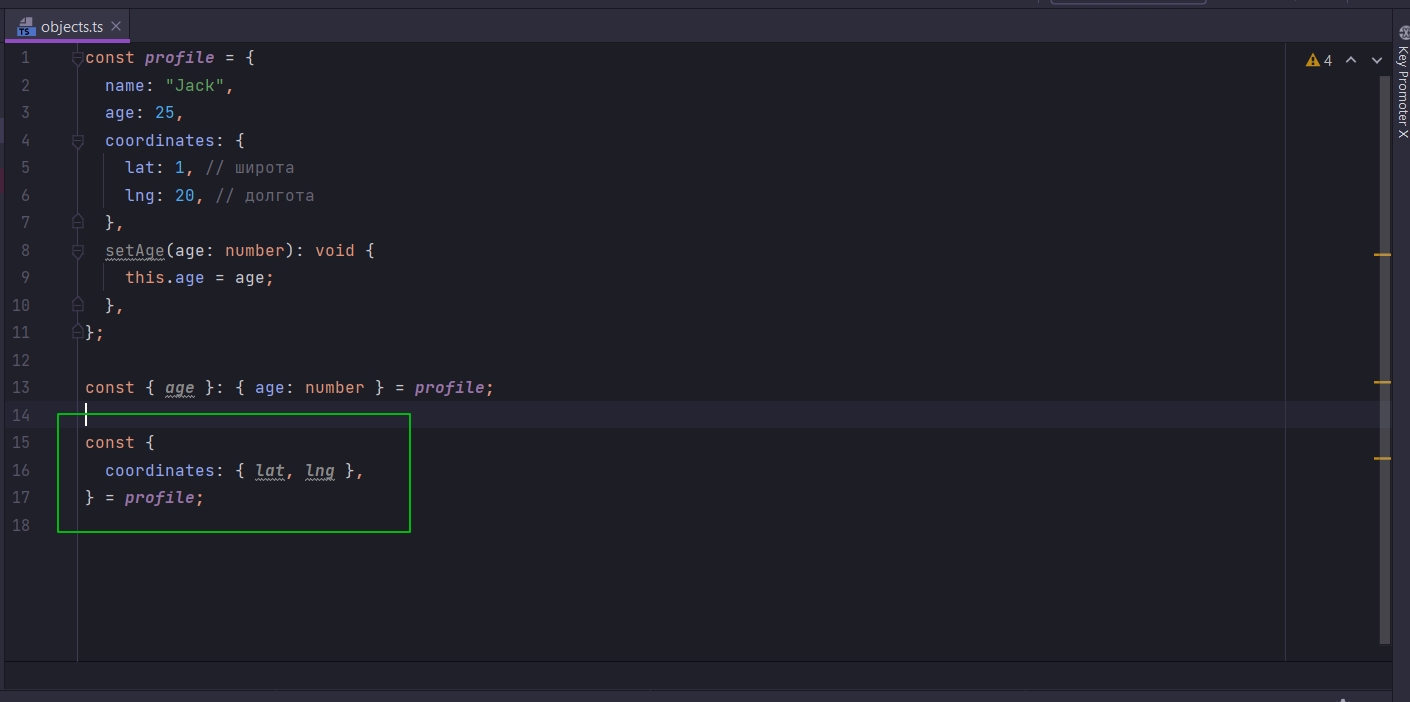 objects.ts
1 const profile = {
2   name: "Jack",
3   age: 25,
4   coordinates: {
5     lat: 1, // широта
6     lng: 20, // долгота
7   },
8   setAge(age: number): void {
9     this.age = age;
10   },
11 };
12
13 const { age }: { age: number } = profile;
14
15 const {
16   coordinates: { lat, lng },
17 } = profile;
18
4
Key Promoter X
TS